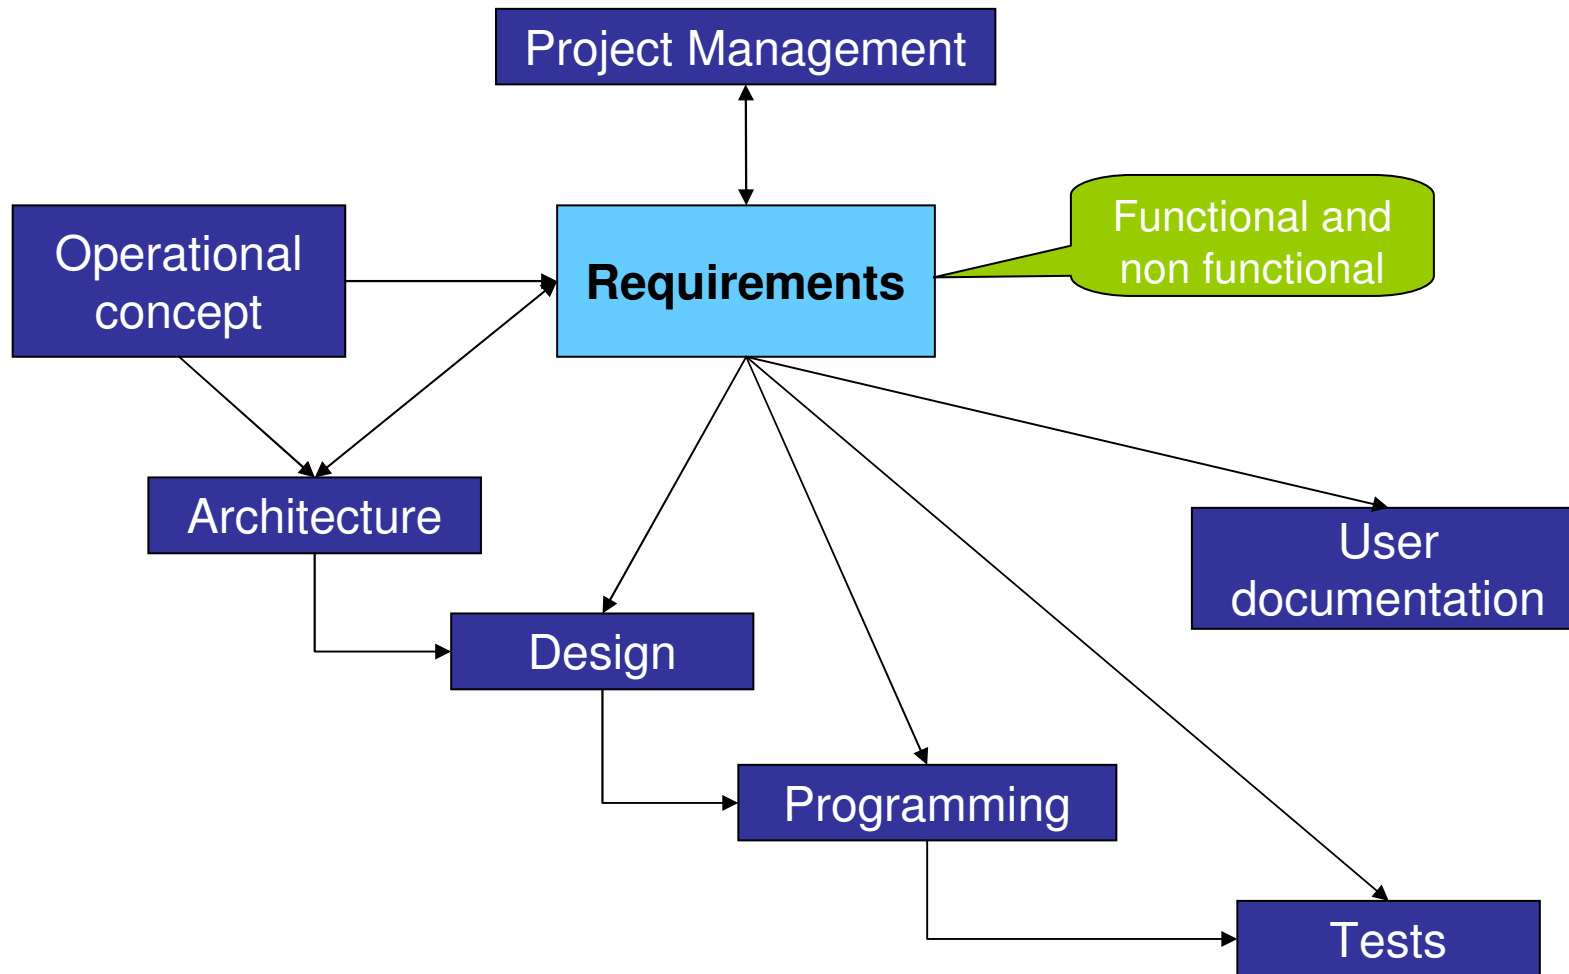 Project Management
Operational
concept
Requirements
Functional and
non functional
Architecture
User
documentation
Design
Programming
Tests